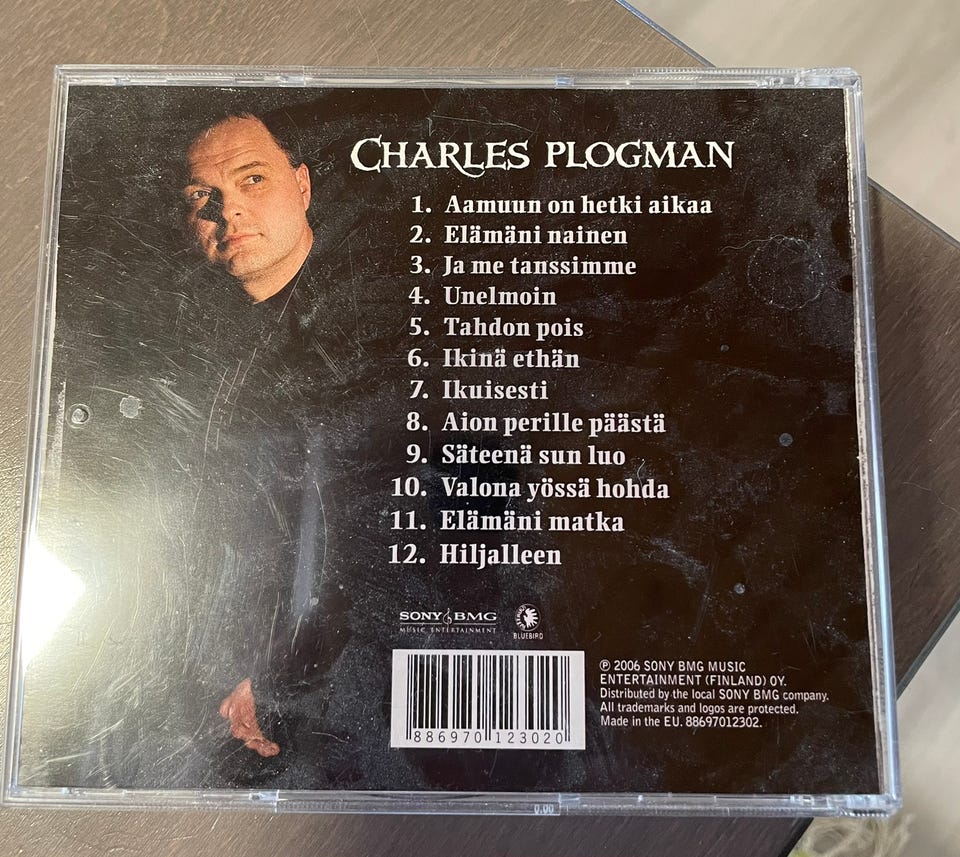 CHARLES PLOGMAN
1. Aamuun on hetki aikaa
2. Elämäni nainen
3. Ja me tanssimme
4. Unelmoin
5. Tahdon pois
6. Ikinä ethän
7. Ikuisesti
8. Aion perille päästä
9. Säteenä sun luo
10. Valona yössä hohda
11. Elämäni matka
12. Hiljalleen
SONY BMG
MUSIC ENTERTAINMENT
BLUEBIRD
℗ 2006 SONY BMG MUSIC
ENTERTAINMENT (FINLAND) OY.
Distributed by the local SONY BMG company.
All trademarks and logos are protected.
Made in the EU. 88697012302.
886970 123020